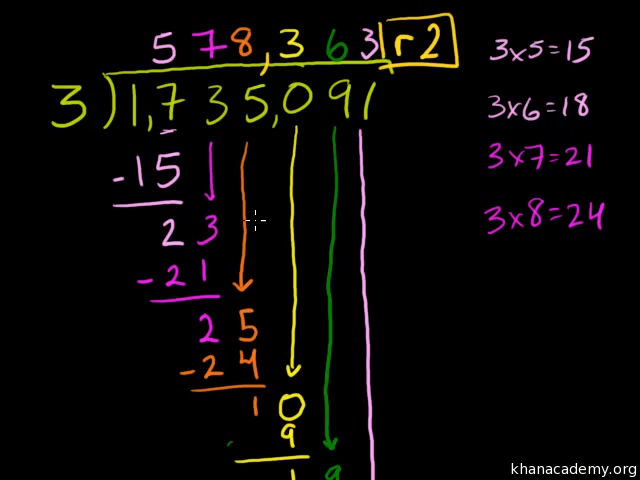 578,363 r2
3)1,735,091
3x5=15
3x6=18
3x7=21
3x8=24
-15
23
-21
25
-24
10
9
19
khanacademy.org